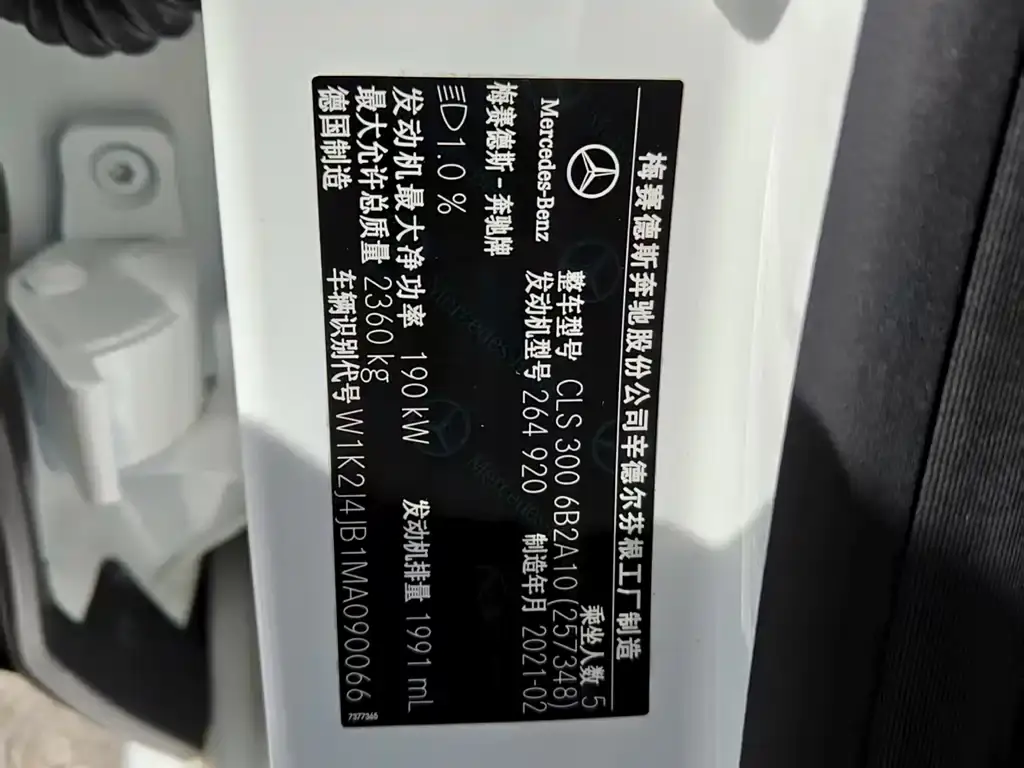 梅赛德斯奔驰股份公司辛德尔芬根工厂制造
乘坐人数 5
Mercedes-Benz
整车型号 CLS 300 6B2A10(257348)
发动机型号 264 920 制造年月 2021-02
梅赛德斯-奔驰牌
1.0 %
发动机最大净功率 190 kW 发动机排量 1991 mL
最大允许总质量 2360 kg
车辆识别代号 W1K2J4JB1MA090066
德国制造
7377365